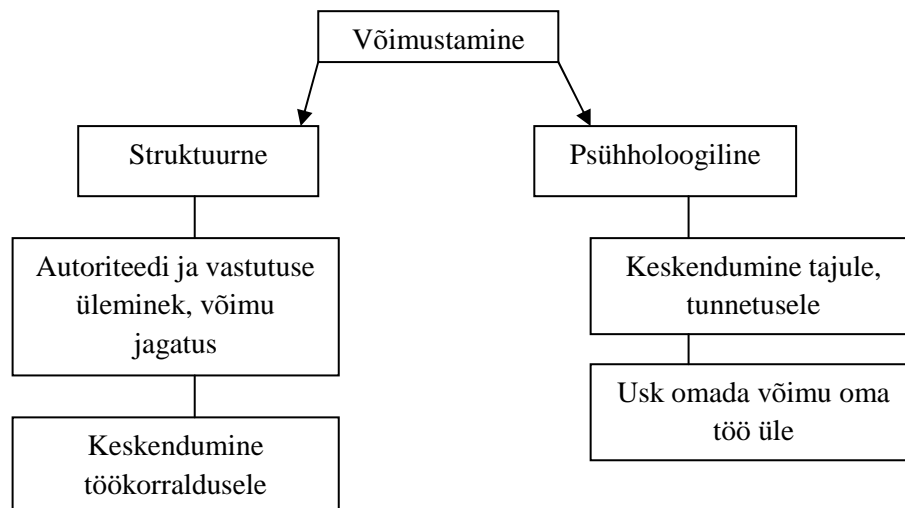 Võimustamine
Struktuurne
Psühholoogiline
Autoriteedi ja vastutuse
üleminek, võimu
jagatus
Keskendumine
töökorraldusele
Keskendumine tajule,
tunnetusele
Usk omada võimu oma
töö üle